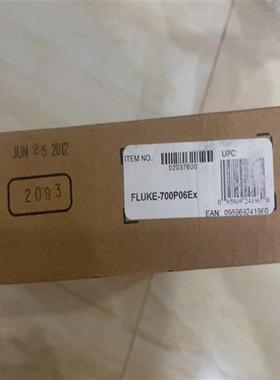 JUN 25 2012
2083
ITEM NO.:
02037600
UPC
FLUKE-700P06Ex
EAN: 095969241960